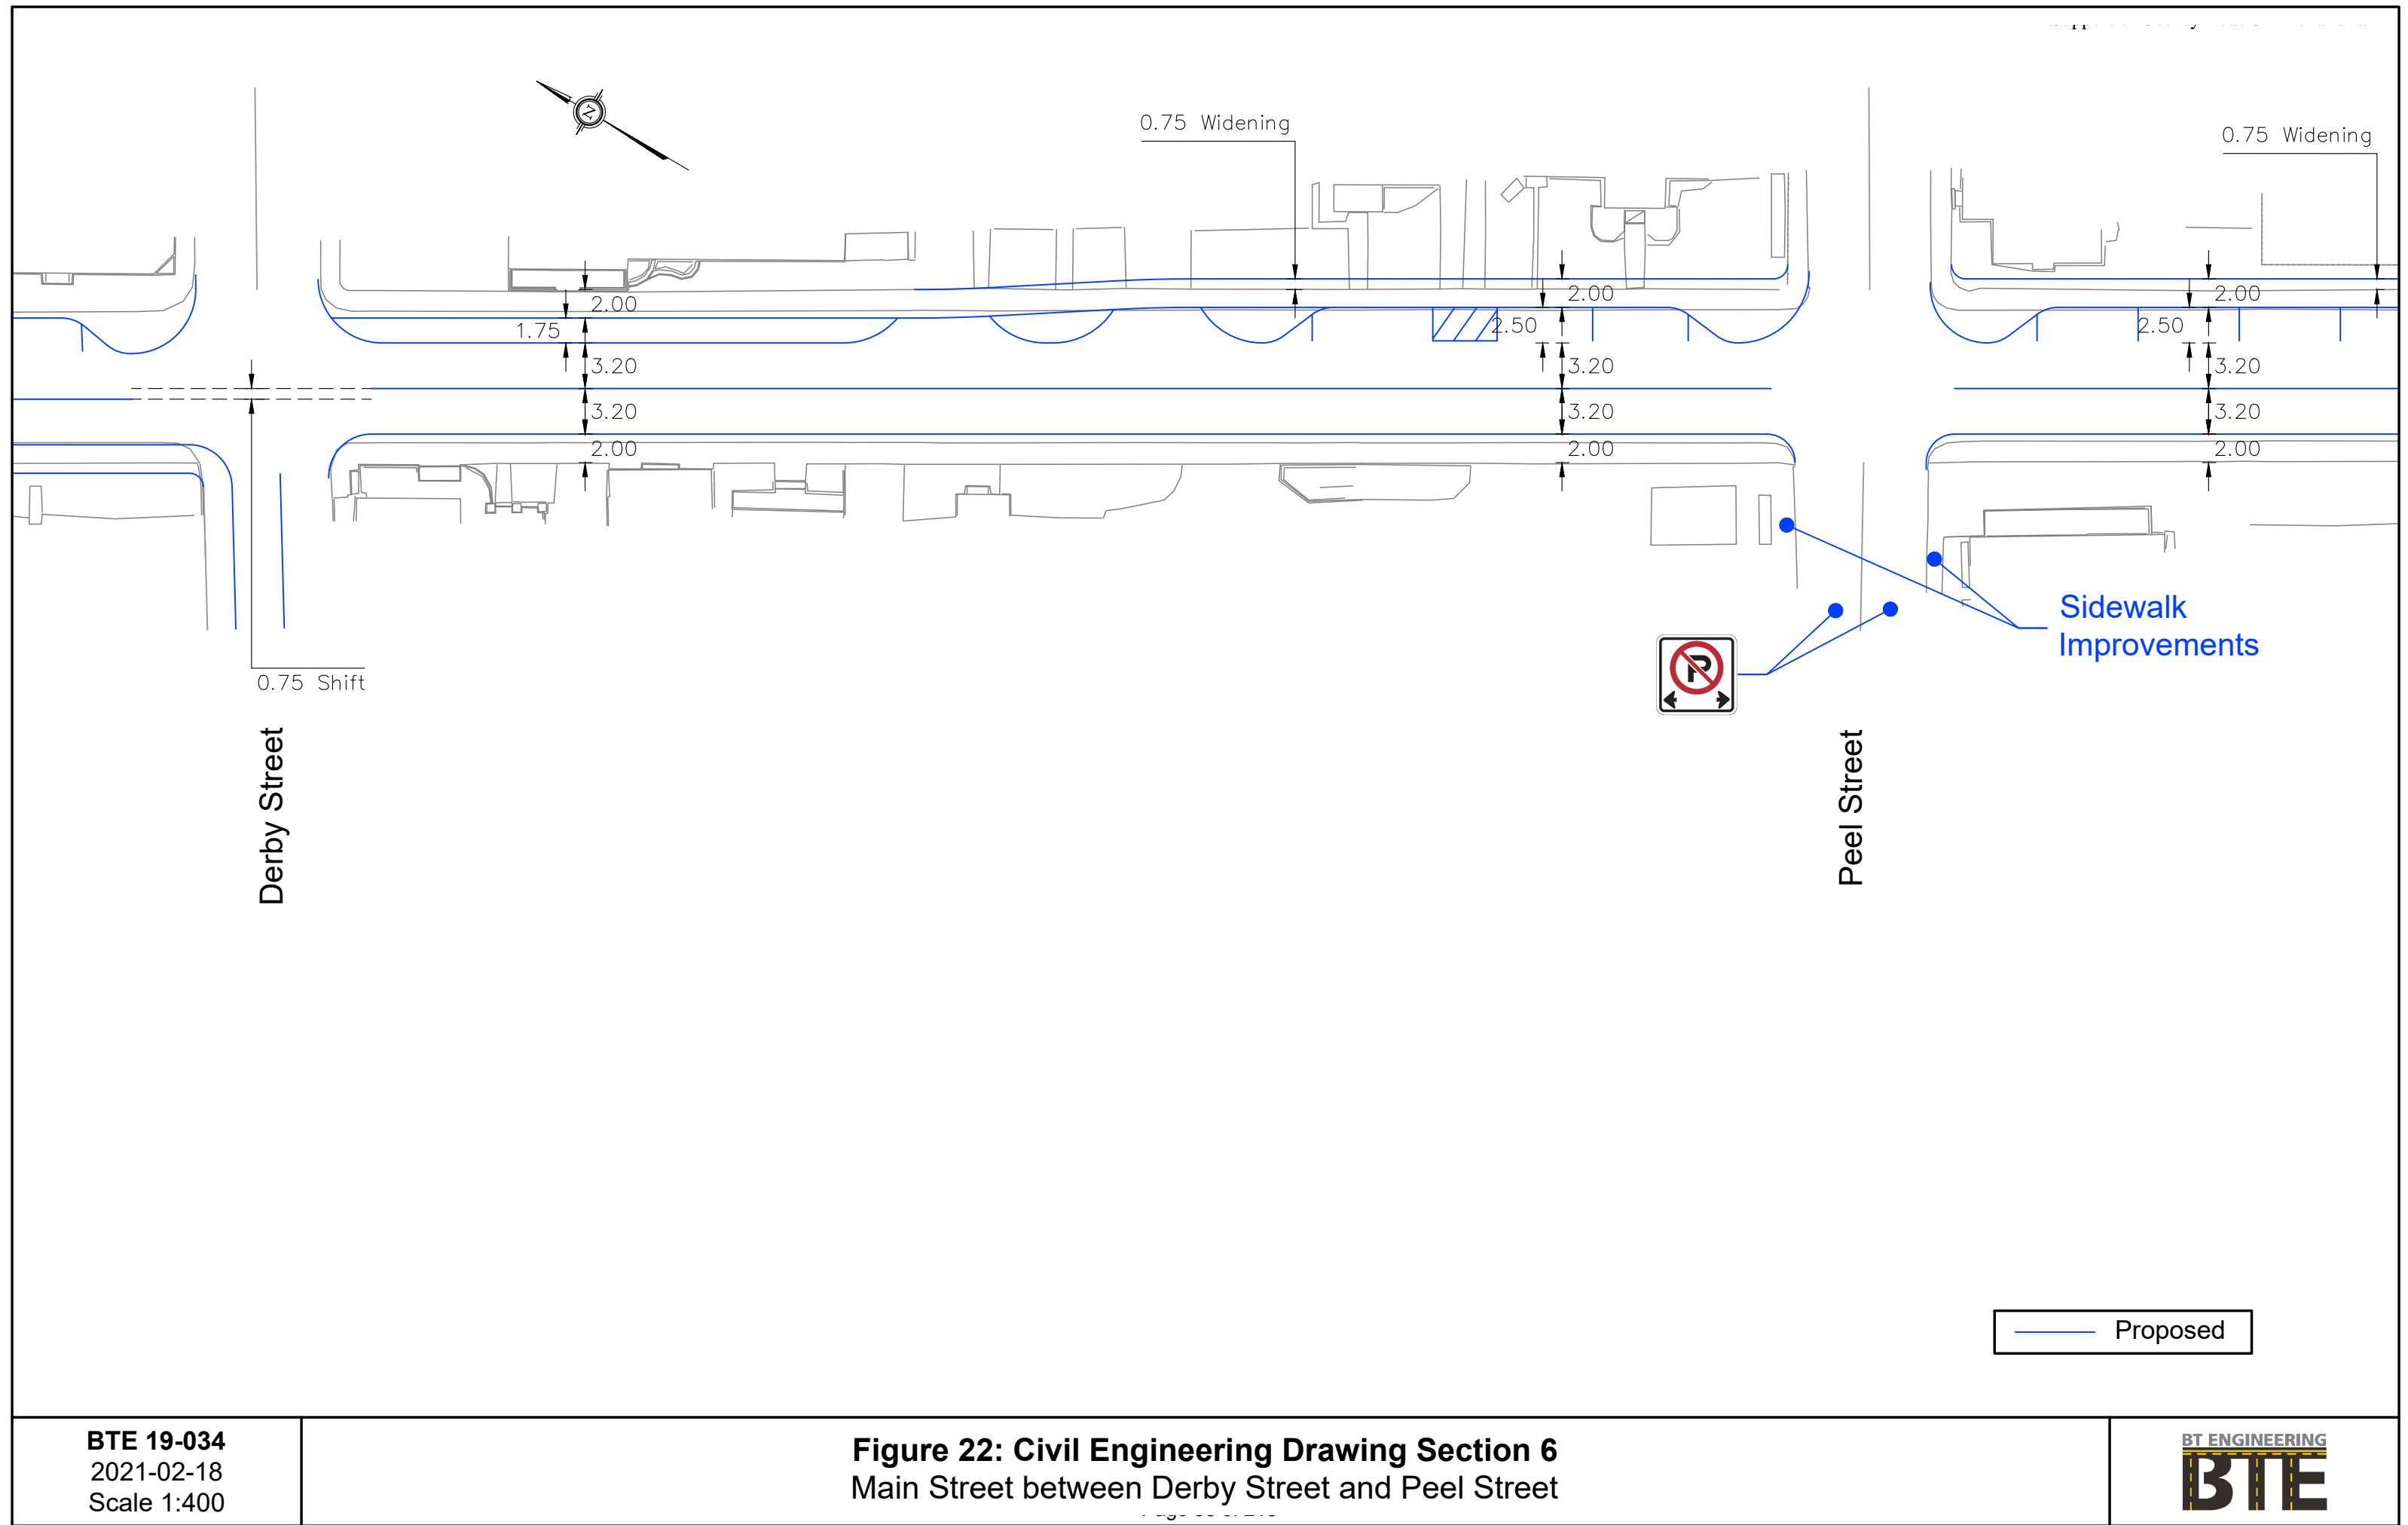 N
0.75 Widening
0.75 Widening
2.00
1.75
3.20
3.20
2.00
2.00
2.50
3.20
3.20
2.00
2.00
2.50
3.20
3.20
2.00
0.75 Shift
P
Sidewalk
Improvements
Derby Street
Peel Street
Proposed
BTE 19-034
2021-02-18
Scale 1:400
Figure 22: Civil Engineering Drawing Section 6
Main Street between Derby Street and Peel Street
BT ENGINEERING
BTE